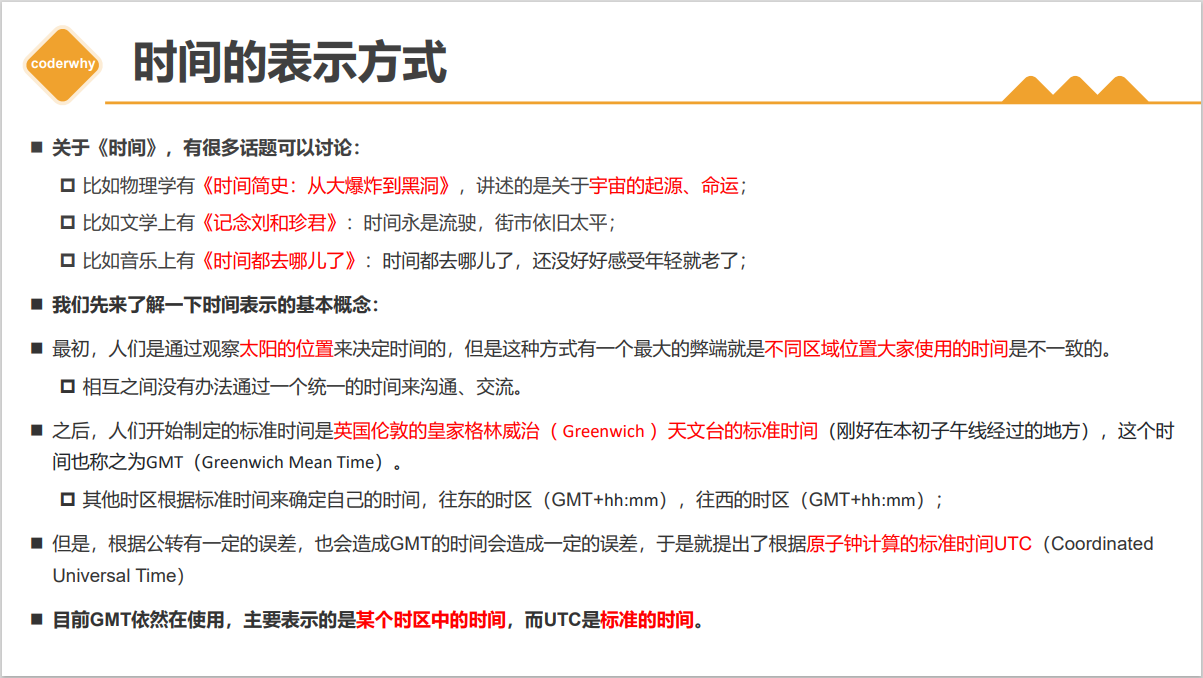 coderwhy
时间的表示方式
关于《时间》，有很多话题可以讨论：
比如物理学有《时间简史：从大爆炸到黑洞》，讲述的是关于宇宙的起源、命运；
比如文学上有《记念刘和珍君》：时间永是流驶，街市依旧太平；
比如音乐上有《时间都去哪儿了》：时间都去哪儿了，还没好好感受年轻就老了；
我们先来了解一下时间表示的基本概念：
最初，人们是通过观察太阳的位置来决定时间的，但是这种方式有一个最大的弊端就是不同区域位置大家使用的时间是不一致的。
相互之间没有办法通过一个统一的时间来沟通、交流。
之后，人们开始制定的标准时间是英国伦敦的皇家格林威治（ Greenwich ）天文台的标准时间（刚好在本初子午线经过的地方），这个时
间也称之为GMT（Greenwich Mean Time）。
其他时区根据标准时间来确定自己的时间，往东的时区（GMT+hh:mm），往西的时区（GMT+hh:mm）；
但是，根据公转有一定的误差，也会造成GMT的时间会造成一定的误差，于是就提出了根据原子钟计算的标准时间UTC（Coordinated
Universal Time）
目前GMT依然在使用，主要表示的是某个时区中的时间，而UTC是标准的时间。